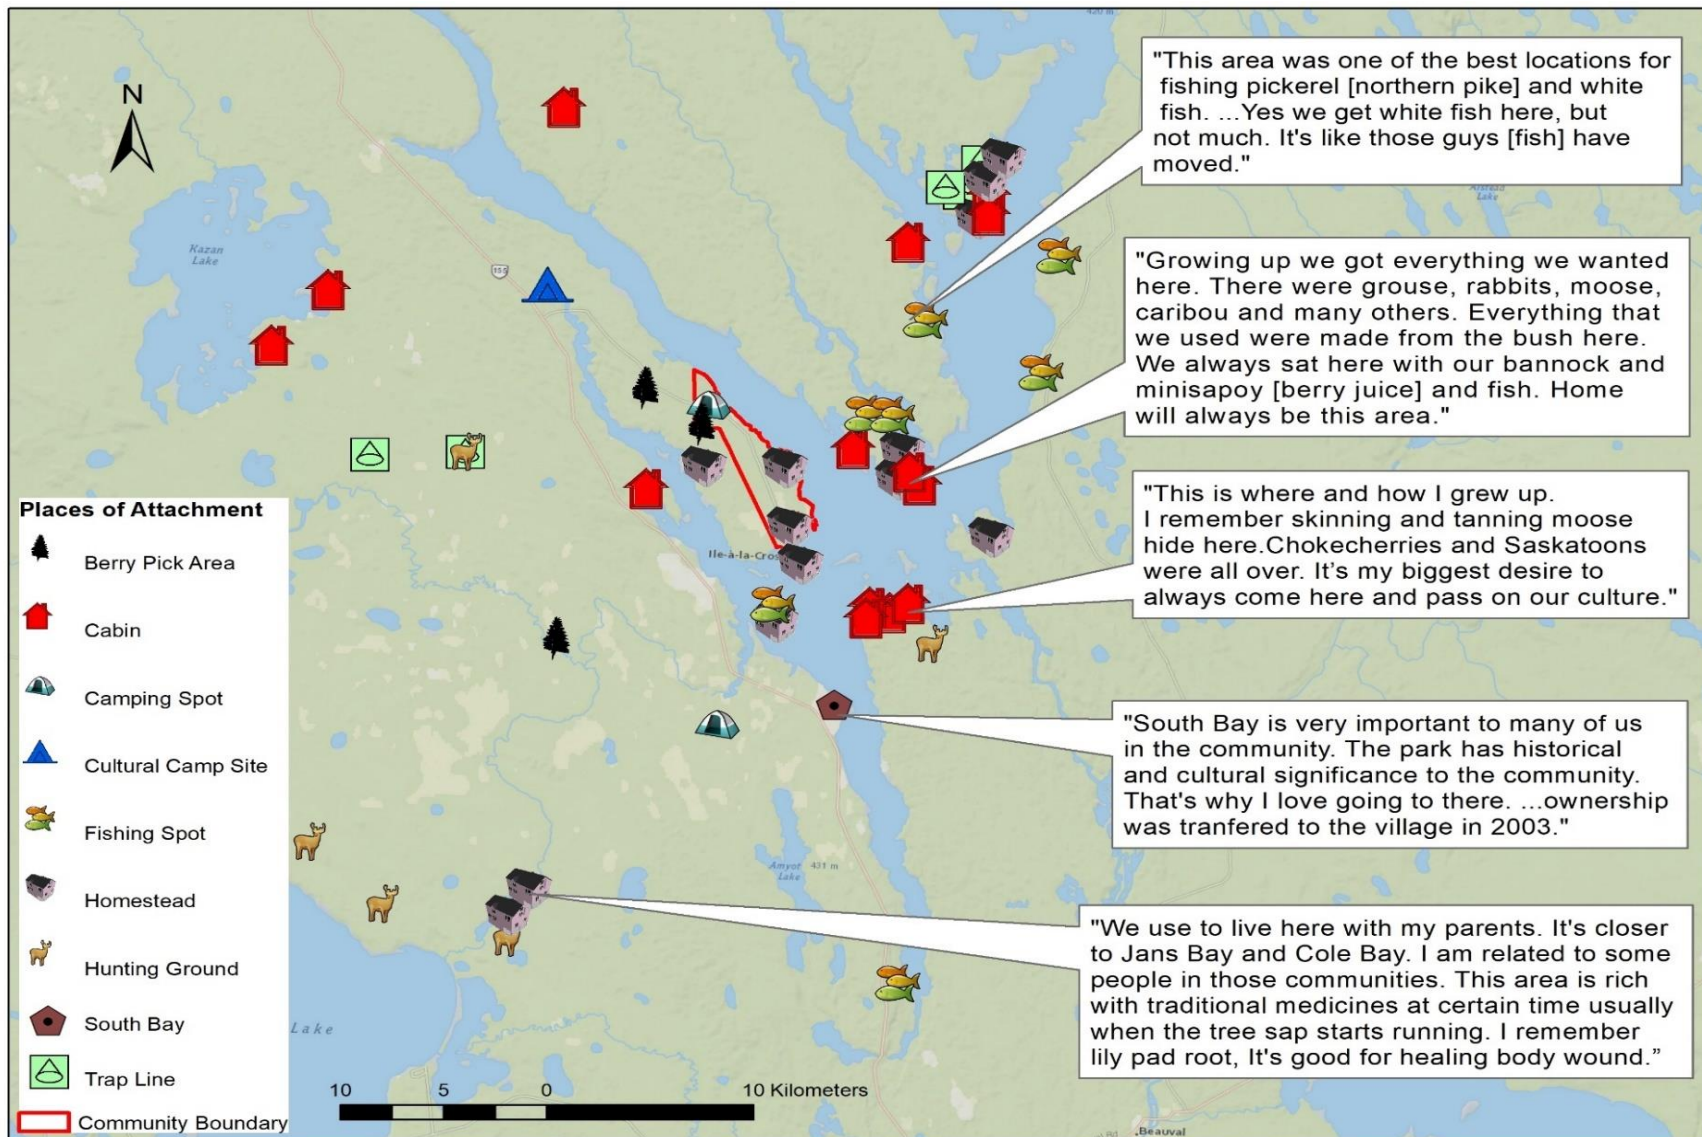 420 m
N
"This area was one of the best locations for
fishing pickerel [northern pike] and white
fish. ...Yes we get white fish here, but
not much. It's like those guys [fish] have
moved."
Lake
Kazan
Lake
155
"Growing up we got everything we wanted
here. There were grouse, rabbits, moose,
caribou and many others. Everything that
we used were made from the bush here.
We always sat here with our bannock and
minisapoy [berry juice] and fish. Home
will always be this area."
"This is where and how I grew up.
I remember skinning and tanning moose
hide here.Chokecherries and Saskatoons
were all over. It's my biggest desire to
always come here and pass on our culture."
Ile-à-la-Cro
"South Bay is very important to many of us
in the community. The park has historical
and cultural significance to the community.
That's why I love going to there. ...ownership
was tranfered to the village in 2003."
Amyot
Lake
431 m
"We use to live here with my parents. It's closer
to Jans Bay and Cole Bay. I am related to some
people in those communities. This area is rich
with traditional medicines at certain time usually
when the tree sap starts running. I remember
lily pad root, It's good for healing body wound."
Places of Attachment
Berry Pick Area
Cabin
Camping Spot
Cultural Camp Site
Fishing Spot
Homestead
Hunting Ground
South Bay
Trap Line
Community Boundary
Lake
10 5 0 10 Kilometers
Rd
Beauval